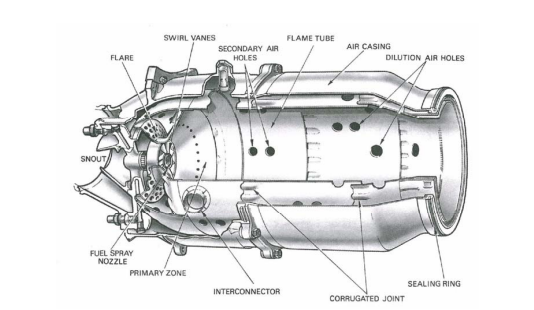 SWIRL VANES
FLARE
SECONDARY AIR
HOLES
FLAME TUBE
AIR CASING
DILUTION AIR HOLES
SNOUT
FUEL SPRAY
NOZZLE
PRIMARY ZONE
INTERCONNECTOR
CORRUGATED JOINT
SEALING RING